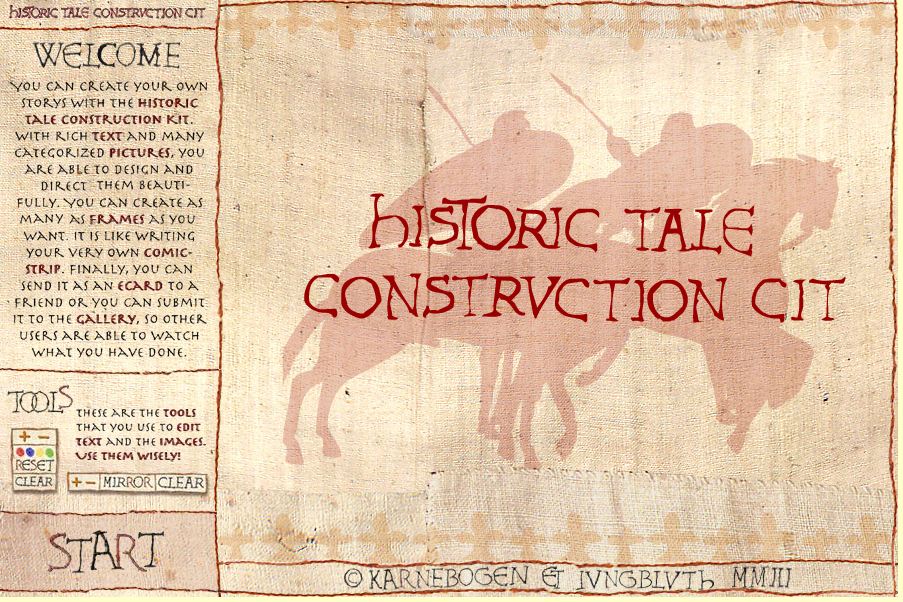 HISTORIC TALE CONSTRVCTION CIT
WELCOME
YOU CAN CREATE YOUR OWN
STORYS WITH THE HISTORIC
TALE CONSTRUCTION KIT.
WITH RICH TEXT AND MANY
CATEGORIZED PICTURES, YOU
ARE ABLE TO DESIGN AND
DIRECT THEM BEAUTI-
FULLY. YOU CAN CREATE AS
MANY AS FRAMES AS YOU
WANT. IT IS LIKE WRITING
YOUR VERY OWN COMIC-
STRIP. FINALLY, YOU CAN
SEND IT AS AN ECARD TO A
FRIEND OR YOU CAN SUBMIT
IT TO THE GALLERY, SO OTHER
USERS ARE ABLE TO WATCH
WHAT YOU HAVE DONE.
TOOLS
THESE ARE THE TOOLS
THAT YOU USE TO EDIT
TEXT AND THE IMAGES.
USE THEM WISELY!
+ -
RESET
CLEAR
+ - MIRROR CLEAR
START
HISTORIC TALE
CONSTRVCTION CIT
© KARNEBOGEN & IVNGBLVTH MMIII